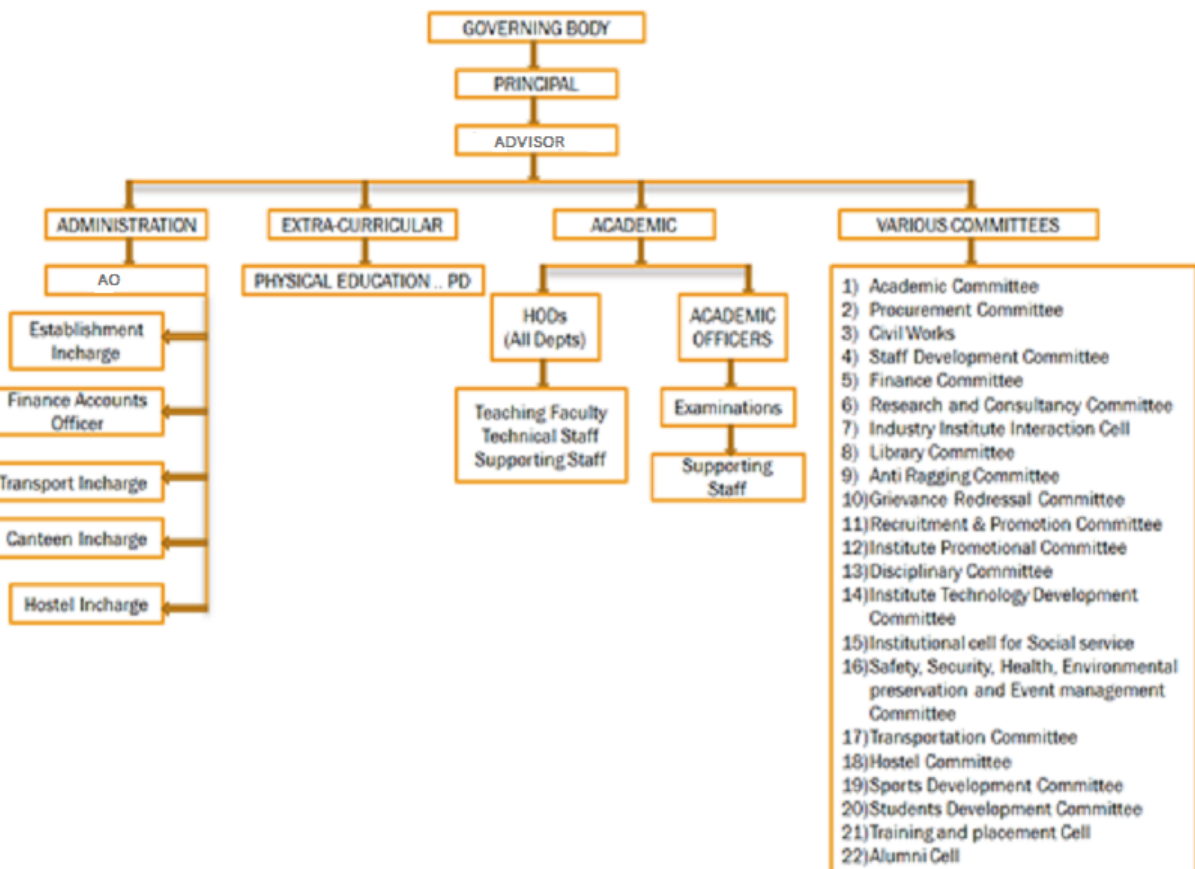 GOVERNING BODY
PRINCIPAL
ADVISOR
ADMINISTRATION
EXTRA-CURRICULAR
ACADEMIC
VARIOUS COMMITTEES
AO
PHYSICAL EDUCATION .. PD
Establishment
Incharge
Finance Accounts
Officer
Transport Incharge
Canteen Incharge
Hostel Incharge
HODs
(All Depts)
Teaching Faculty
Technical Staff
Supporting Staff
ACADEMIC
OFFICERS
Examinations
Supporting
Staff
1) Academic Committee
2) Procurement Committee
3) Civil Works
4) Staff Development Committee
5) Finance Committee
6) Research and Consultancy Committee
7) Industry Institute Interaction Cell
8) Library Committee
9) Anti Ragging Committee
10)Grievance Redressal Committee
11)Recruitment & Promotion Committee
12)Institute Promotional Committee
13)Disciplinary Committee
14)Institute Technology Development
Committee
15)Institutional cell for Social service
16)Safety, Security, Health, Environmental
preservation and Event management
Committee
17)Transportation Committee
18)Hostel Committee
19)Sports Development Committee
20)Students Development Committee
21)Training and placement Cell
22)Alumni Cell